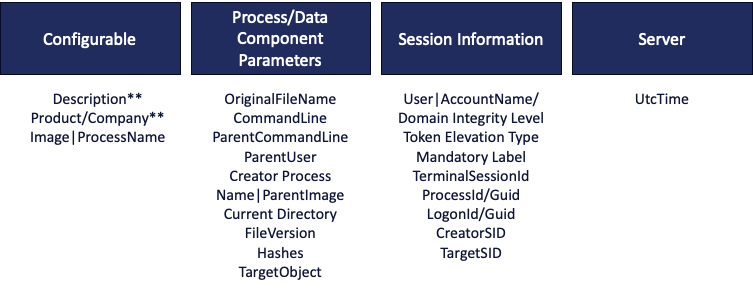 Configurable
Description**
Product/Company**
Image|ProcessName
Process/Data
Component
Parameters
OriginalFileName
CommandLine
ParentCommandLine
ParentUser
Creator Process
Name|ParentImage
Current Directory
FileVersion
Hashes
TargetObject
Session Information
User|AccountName/
Domain Integrity Level
Token Elevation Type
Mandatory Label
TerminalSessionId
ProcessId/Guid
LogonId/Guid
CreatorSID
TargetSID
Server
UtcTime